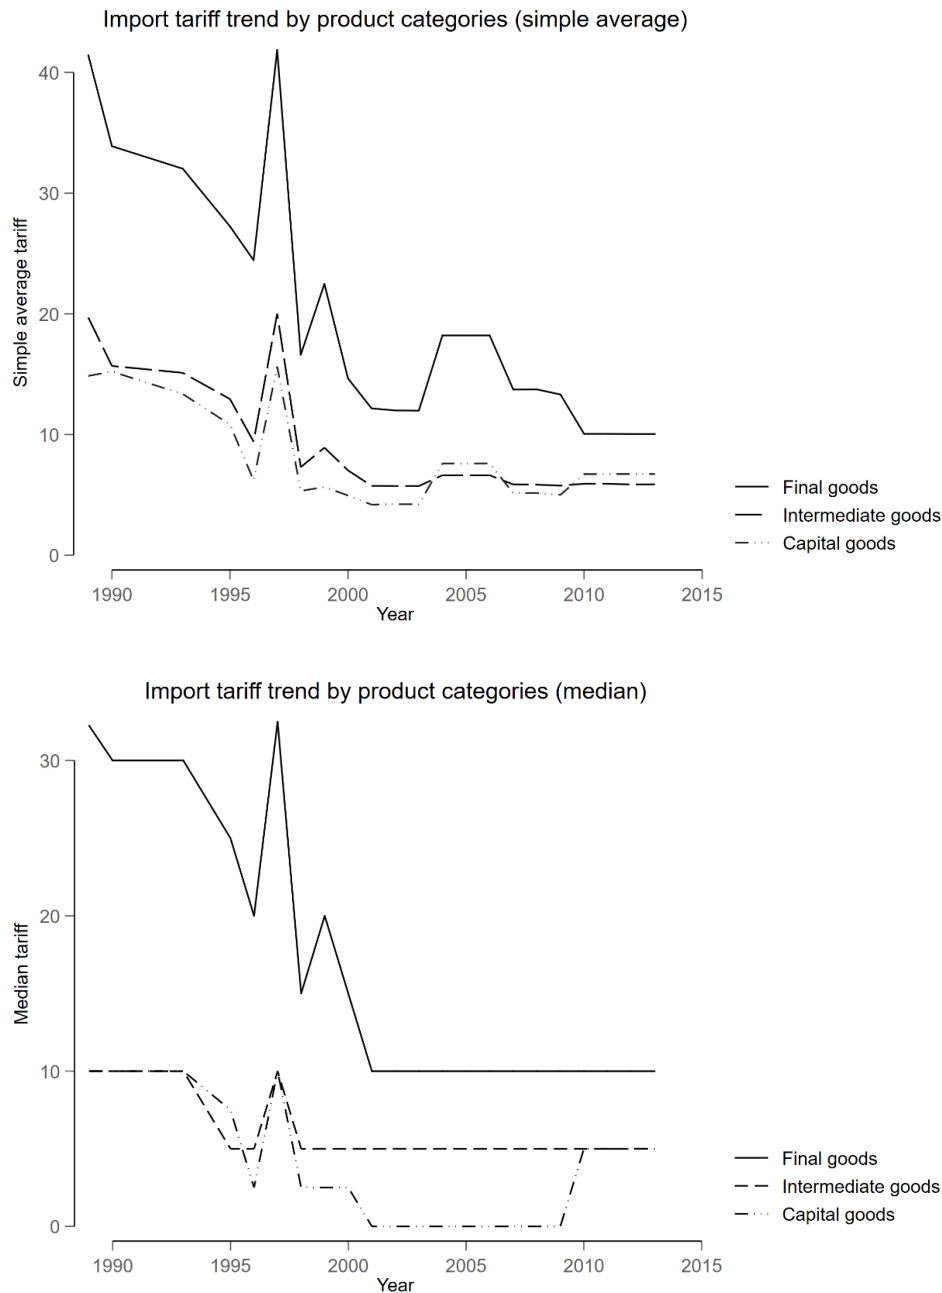 Import tariff trend by product categories (simple average)
40
30
20
10
0
Simple average tariff
1990 1995 2000 2005 2010 2015
Year
Final goods
Intermediate goods
Capital goods
Import tariff trend by product categories (median)
30
20
10
0
Median tariff
1990 1995 2000 2005 2010 2015
Year
Final goods
Intermediate goods
Capital goods